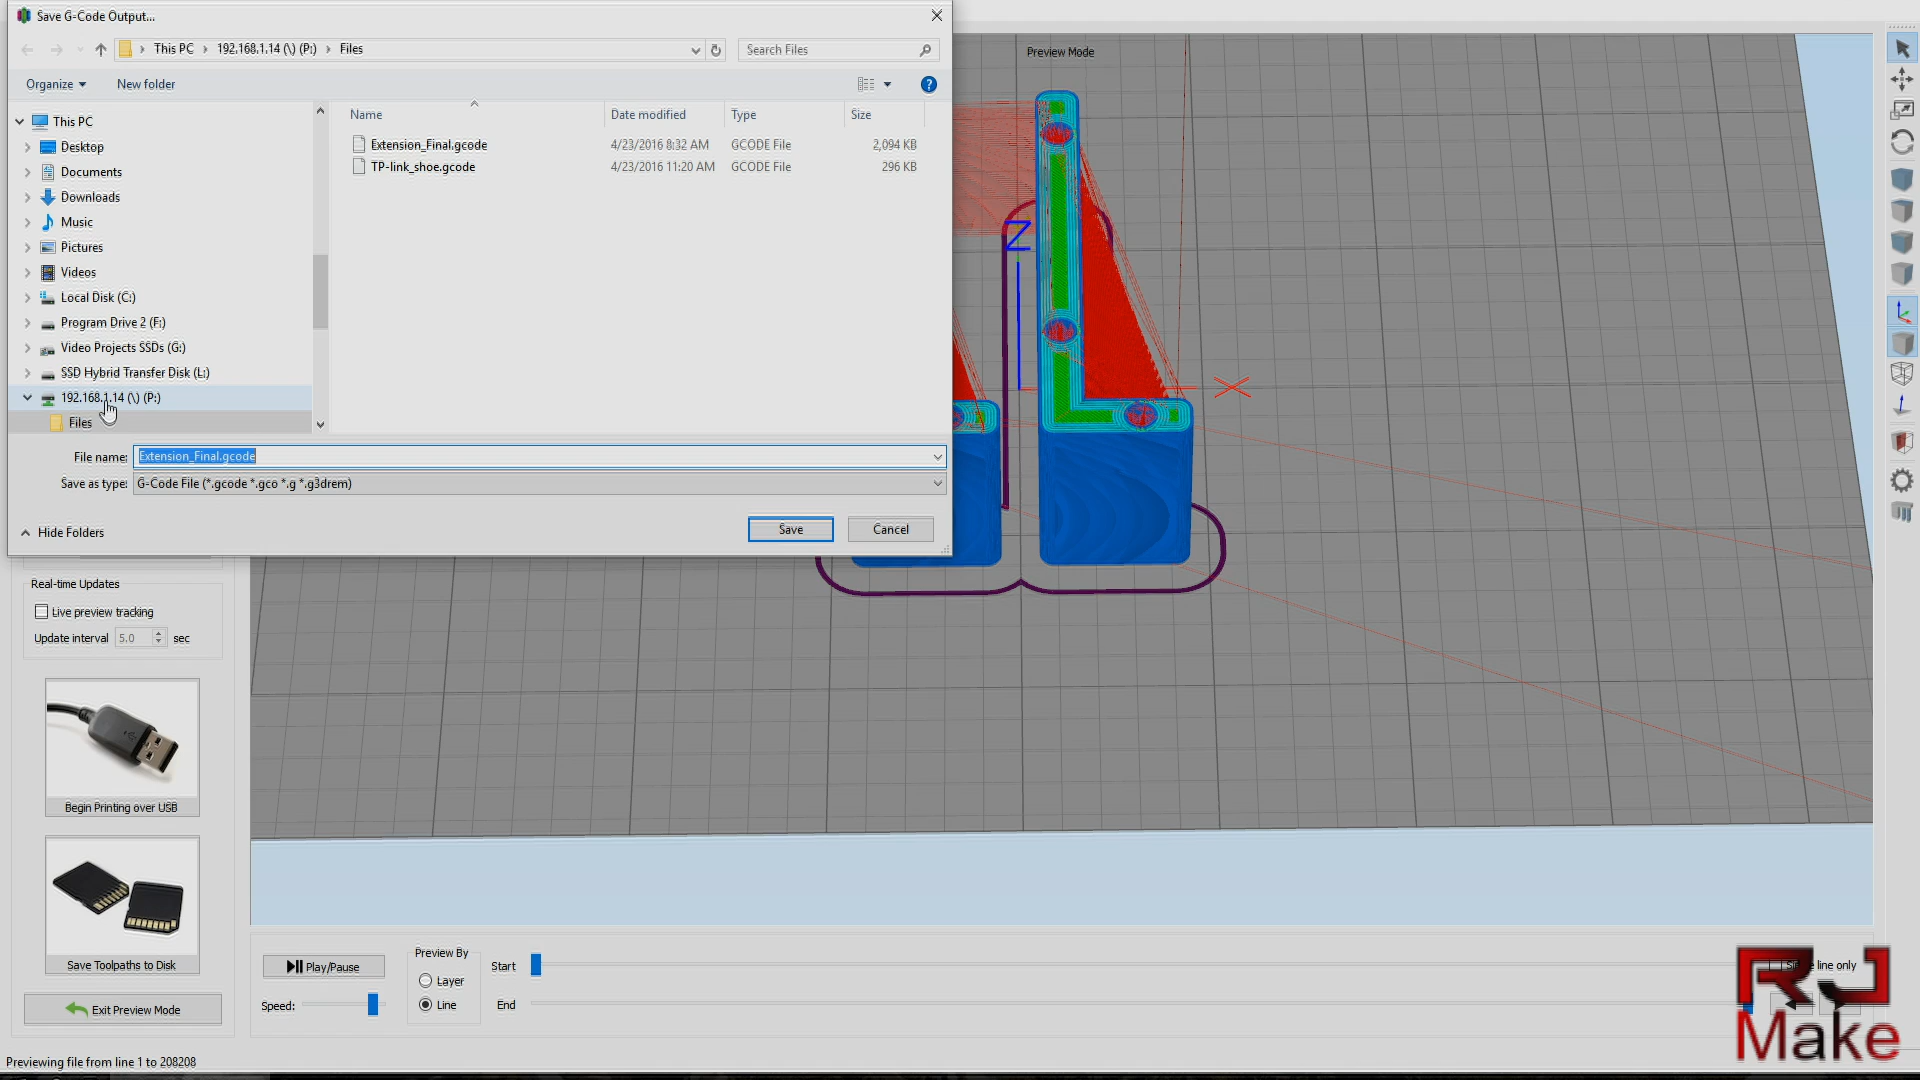 Save G-Code Output...
This PC
192.168.1.14 (\) (P:)
Files
Search Files
Organize
New folder
?
Name
Date modified
Type
Size
Extension_Final.gcode
4/23/2016 8:32 AM
GCODE File
2,094 KB
TP-link_shoe.gcode
4/23/2016 11:20 AM
GCODE File
296 KB
This PC
Desktop
Documents
Downloads
Music
Pictures
Videos
Local Disk (C:)
Program Drive 2 (F:)
Video Projects SSDs (G:)
SSD Hybrid Transfer Disk (L:)
192.168.1.14 (\) (P:)
Files
File name:
Extension_Final.gcode
Save as type:
G-Code File (*.gcode *.gco *.g *.g3drem)
Hide Folders
Save
Cancel
Preview Mode
Z
X
Real-time Updates
Live preview tracking
Update interval 5.0 sec
Begin Printing over USB
Save Toolpaths to Disk
Exit Preview Mode
Play/Pause
Speed:
Preview By
Layer
Line
Start
End
line only
RJ
Make
Previewing file from line 1 to 208208